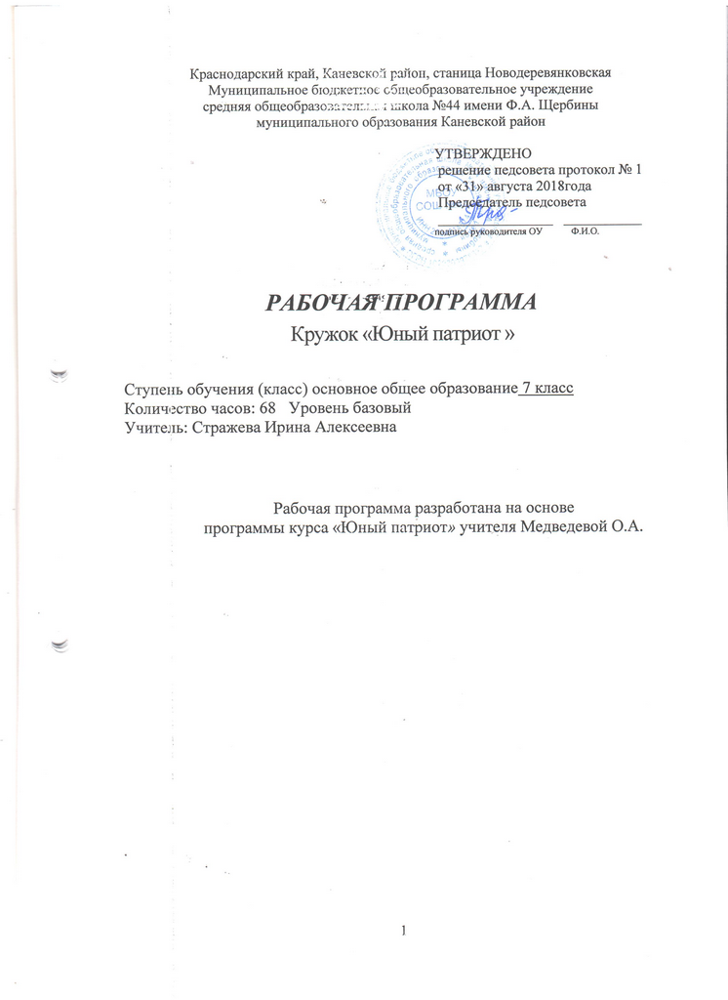 Краснодарский край, Каневской район, станица Новодеревянковская
Муниципальное бюджетное общеобразовательное учреждение
средняя общеобразовательная школа №44 имени Ф.А. Щербины
муниципального образования Каневской район
УТВЕРЖДЕНО
решение педсовета протокол № 1
от «31» августа 2018года
Председатель педсовета
МБОУ
СОШ
подпись руководителя ОУ Ф.И.О.
РАБОЧАЯ ПРОГРАММА
Кружок «Юный патриот »
Ступень обучения (класс) основное общее образование 7 класс
Количество часов: 68 Уровень базовый
Учитель: Стражева Ирина Алексеевна
Рабочая программа разработана на основе
программы курса «Юный патриот» учителя Медведевой О.А.
1